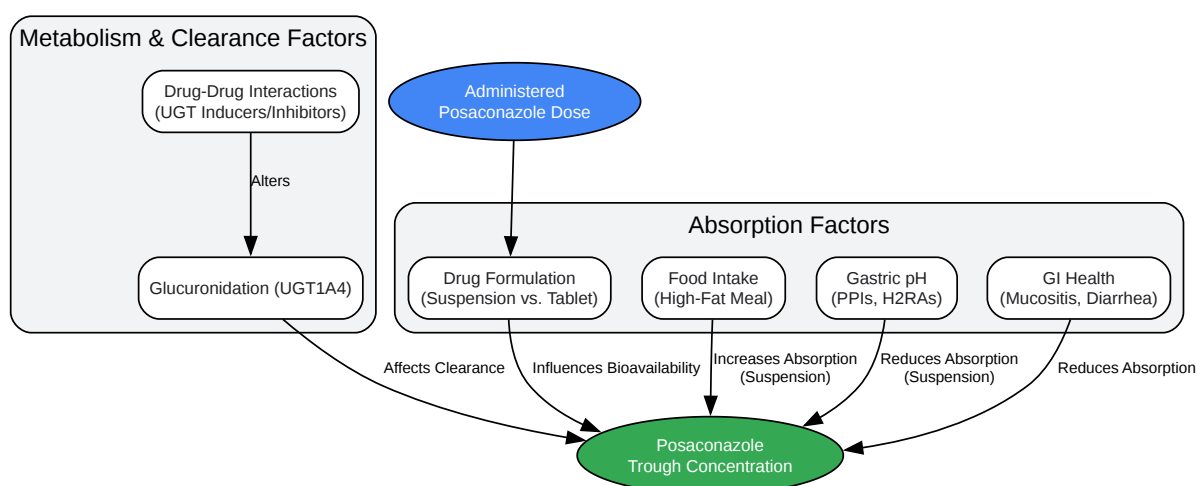 Metabolism & Clearance Factors
Drug-Drug Interactions
(UGT Inducers/Inhibitors)
Alters
Glucuronidation (UGT1A4)
Administered
Posaconazole Dose
Absorption Factors
Drug Formulation
(Suspension vs. Tablet)
Food Intake
(High-Fat Meal)
Gastric pH
(PPIs, H2RAs)
GI Health
(Mucositis, Diarrhea)
Affects Clearance
Influences Bioavailability
Increases Absorption
(Suspension)
Reduces Absorption
(Suspension)
Reduces Absorption
Posaconazole
Trough Concentration